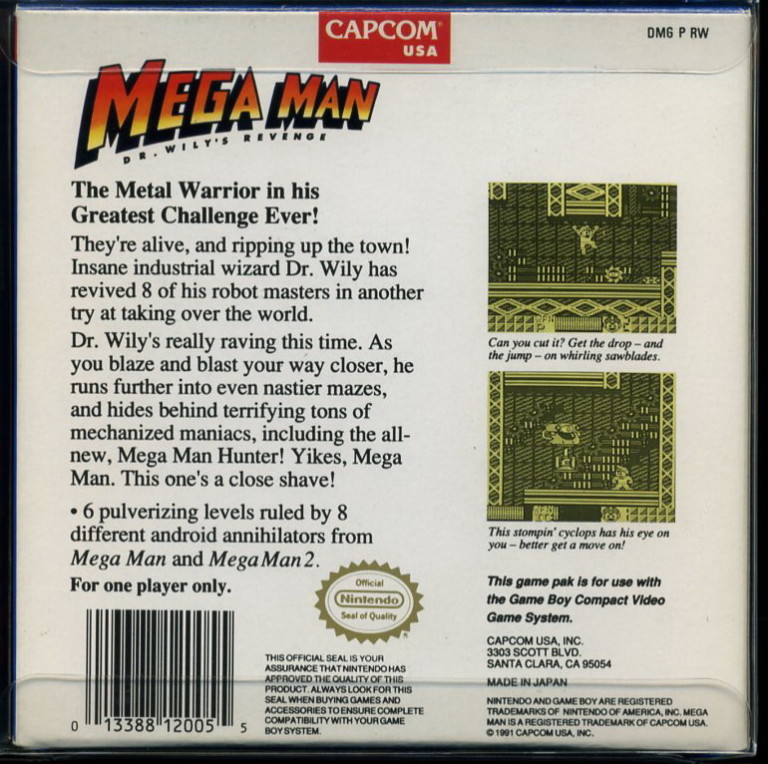 CAPCOM®
USA
DMG P RW
MEGA MAN
DR. WILY'S REVENGE
The Metal Warrior in his
Greatest Challenge Ever!
They're alive, and ripping up the town!
Insane industrial wizard Dr. Wily has
revived 8 of his robot masters in another
try at taking over the world.
Dr. Wily's really raving this time. As
you blaze and blast your way closer, he
runs further into even nastier mazes,
and hides behind terrifying tons of
mechanized maniacs, including the all-
new, Mega Man Hunter! Yikes, Mega
Man. This one's a close shave!
• 6 pulverizing levels ruled by 8
different android annihilators from
Mega Man and Mega Man 2.
For one player only.
Can you cut it? Get the drop – and
the jump – on whirling sawblades.
This stompin' cyclops has his eye on
you – better get a move on!
Official
Nintendo
Seal of Quality
®
THIS OFFICIAL SEAL IS YOUR
ASSURANCE THAT NINTENDO HAS
APPROVED THE QUALITY OF THIS
PRODUCT. ALWAYS LOOK FOR THIS
SEAL WHEN BUYING GAMES AND
ACCESSORIES TO ENSURE COMPLETE
COMPATIBILITY WITH YOUR GAME
BOY SYSTEM.
This game pak is for use with
the Game Boy Compact Video
Game System.
CAPCOM USA, INC.
3303 SCOTT BLVD.
SANTA CLARA, CA 95054
MADE IN JAPAN
NINTENDO AND GAME BOY ARE REGISTERED
TRADEMARKS OF NINTENDO OF AMERICA, INC. MEGA
MAN IS A REGISTERED TRADEMARK OF CAPCOM USA.
© 1991 CAPCOM USA, INC.
0 13388 12005 5